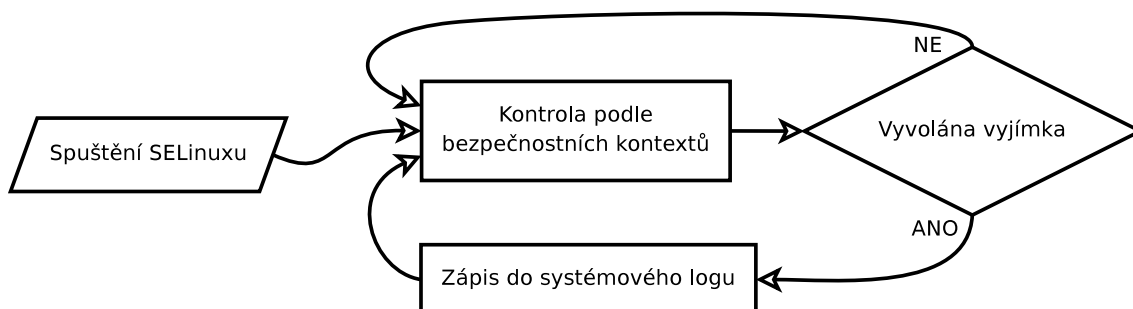 NE
Spuštění SELinuxu
Kontrola podle
bezpečnostních kontextů
Vyvolána vyjímka
ANO
Zápis do systémového logu